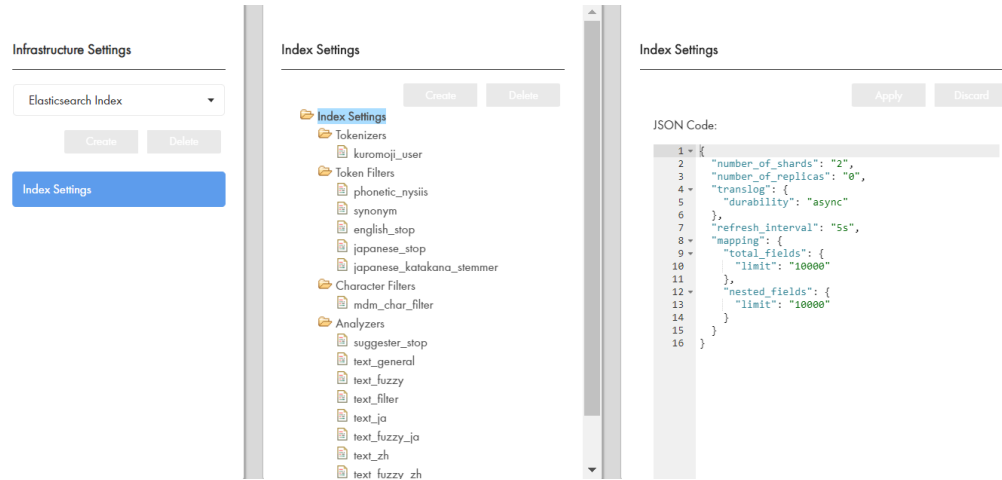 Infrastructure Settings
Elasticsearch Index
Create Delete
Index Settings
Index Settings
Create Delete
Index Settings
Tokenizers
kuromoji_user
Token Filters
phonetic_nysiis
synonym
english_stop
japanese_stop
japanese_katakana_stemmer
Character Filters
mdm_char_filter
Analyzers
suggester_stop
text_general
text_fuzzy
text_filter
text_ja
text_fuzzy_ja
text_zh
text_fuzzy_zh
Index Settings
Apply Discard
JSON Code:
1 {
2 "number_of_shards": "2",
3 "number_of_replicas": "0",
4 "translog": {
5 "durability": "async"
6 },
7 "refresh_interval": "5s",
8 "mapping": {
9 "total_fields": {
10 "limit": "10000"
11 },
12 "nested_fields": {
13 "limit": "10000"
14 }
15 }
16 }